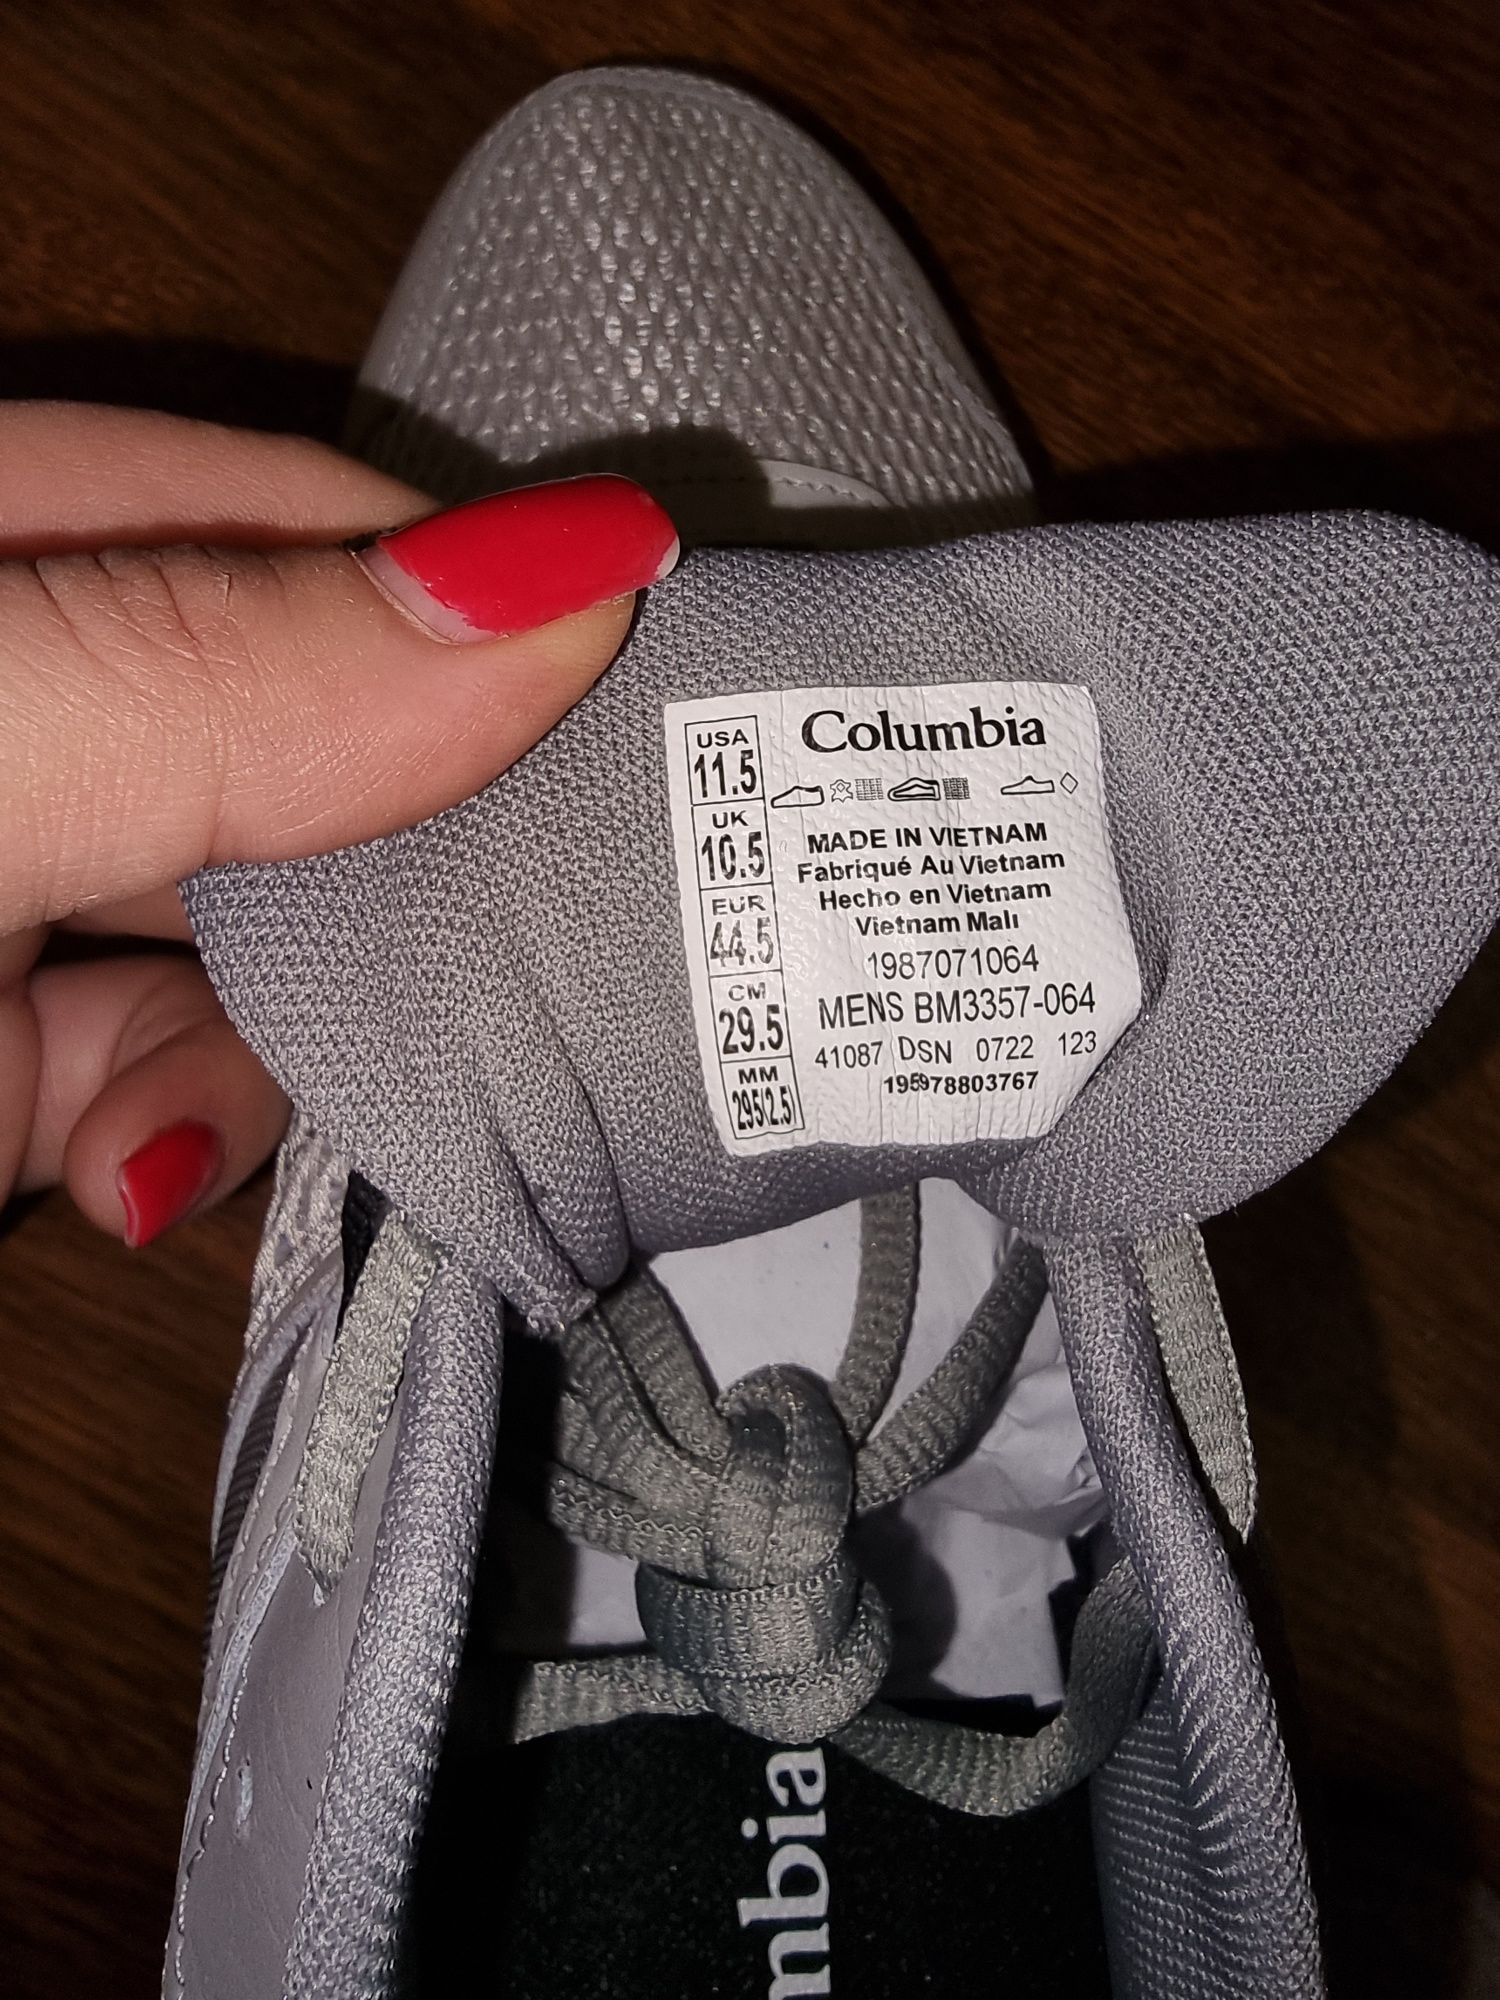 USA
11.5
UK
10.5
EUR
44.5
CM
29.5
MM
295(2.5)
Columbia
MADE IN VIETNAM
Fabriqué Au Vietnam
Hecho en Vietnam
Vietnam Malı
1987071064
MENS BM3357-064
41087 DSN 0722 123
195978803767
mbia